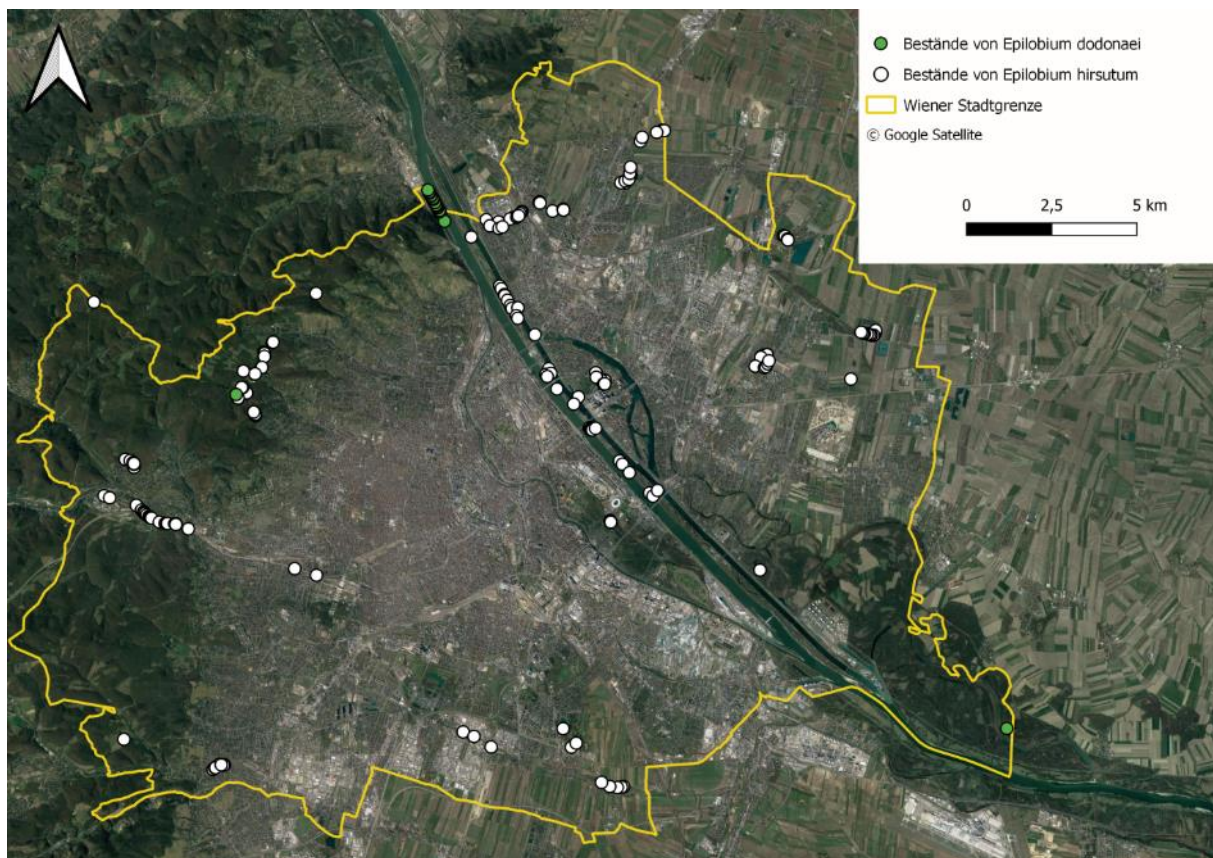 Bestände von Epilobium dodonaei
Bestände von Epilobium hirsutum
Wiener Stadtgrenze
© Google Satellite
0 2,5 5 km